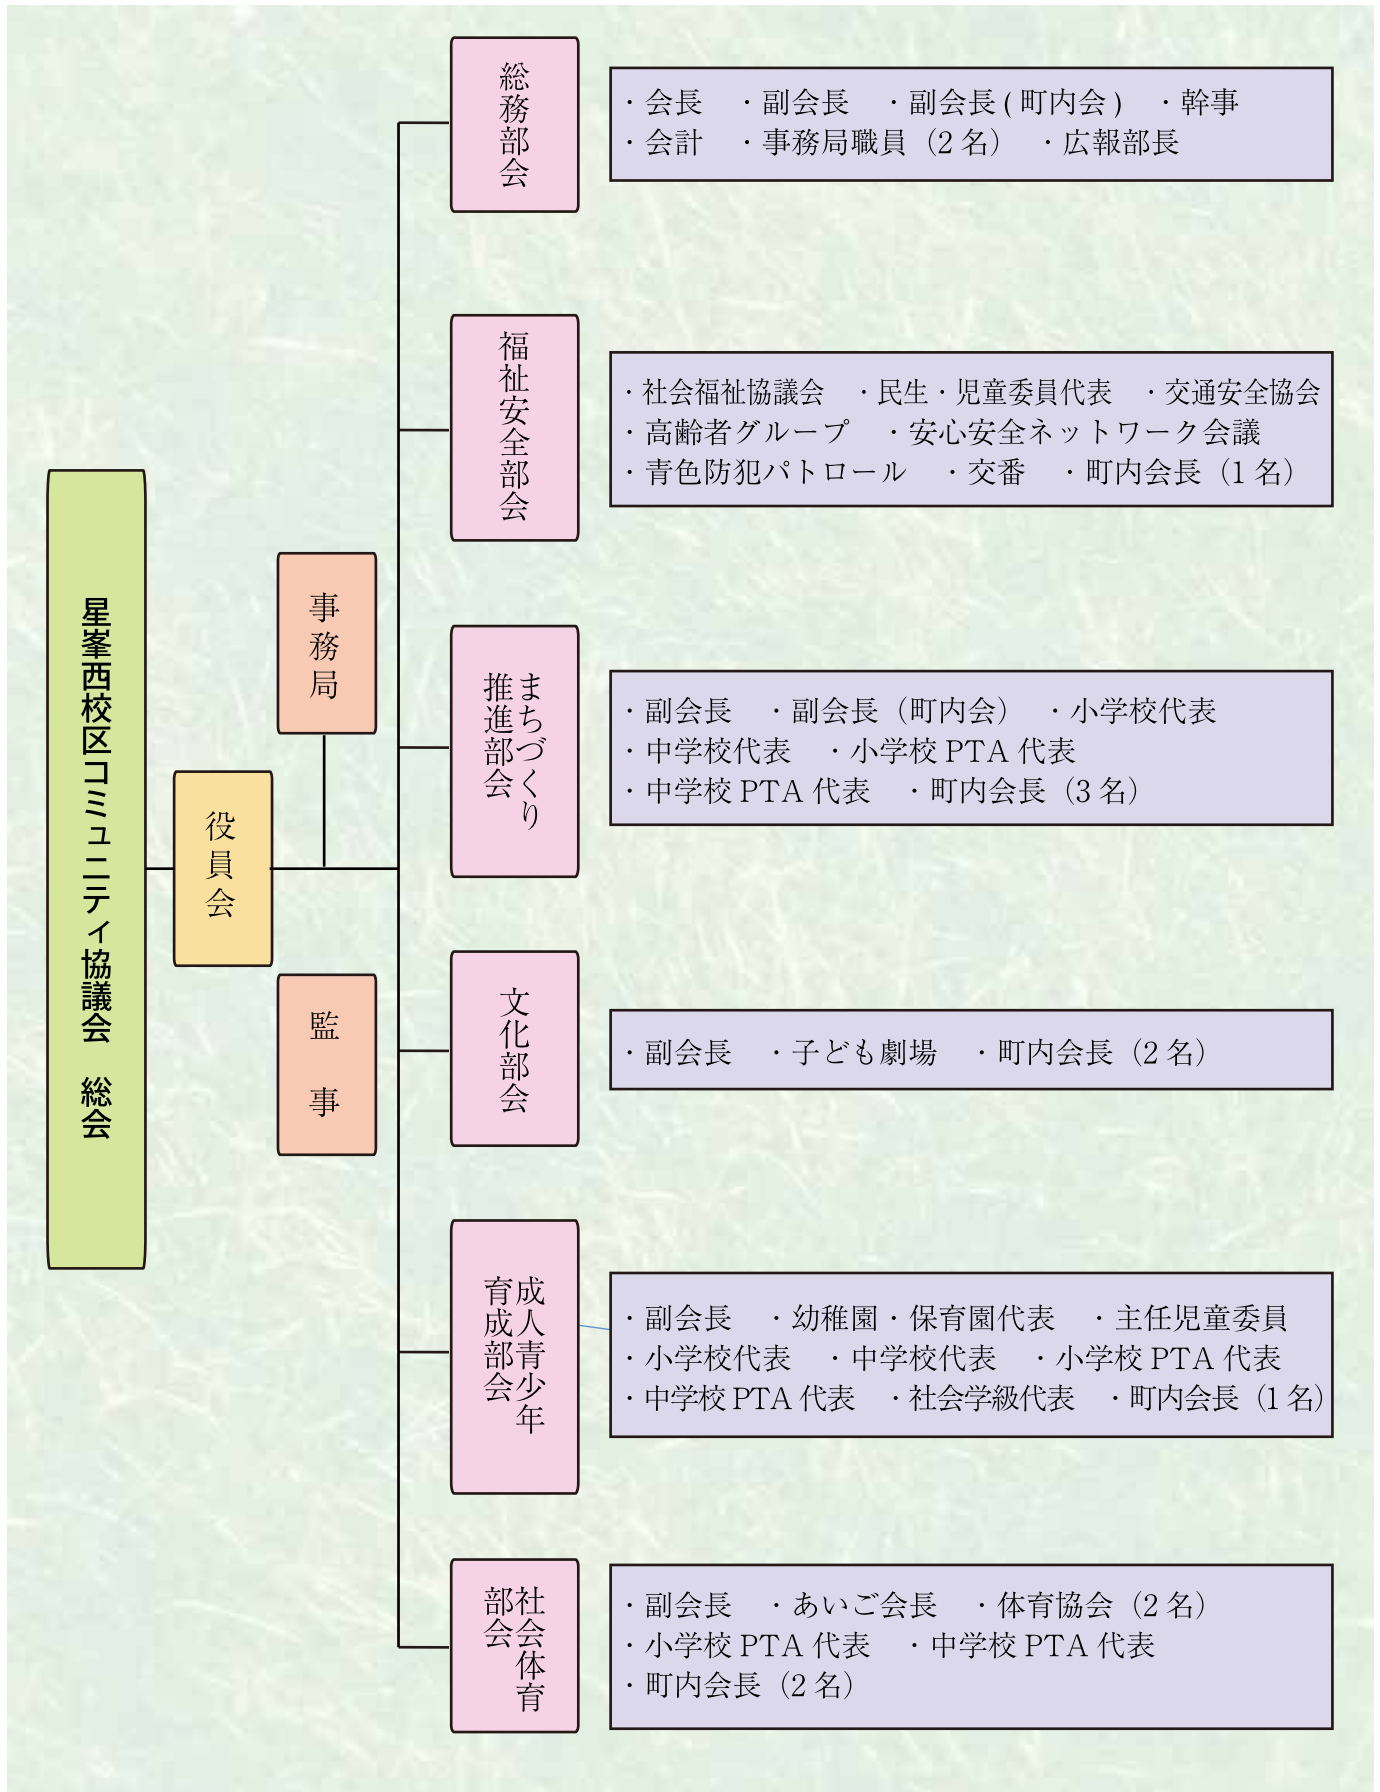 星峯西校区コミュニティ協議会　総会
役員会
事務局
監　事
総務部会
・会長　・副会長　・副会長 ( 町内会 )　・幹事
・会計　・事務局職員（2 名）　・広報部長
福祉安全部会
・社会福祉協議会　・民生・児童委員代表　・交通安全協会
・高齢者グループ　・安心安全ネットワーク会議
・青色防犯パトロール　・交番　・町内会長（1 名）
まちづくり
推進部会
・副会長　・副会長（町内会）　・小学校代表
・中学校代表　・小学校 PTA 代表
・中学校 PTA 代表　・町内会長（3 名）
文化部会
・副会長　・子ども劇場　・町内会長（2 名）
成人青少年
育成部会
・副会長　・幼稚園・保育園代表　・主任児童委員
・小学校代表　・中学校代表　・小学校 PTA 代表
・中学校 PTA 代表　・社会学級代表　・町内会長（1 名）
社会体育
部会
・副会長　・あいご会長　・体育協会（2 名）
・小学校 PTA 代表　・中学校 PTA 代表
・町内会長（2 名）